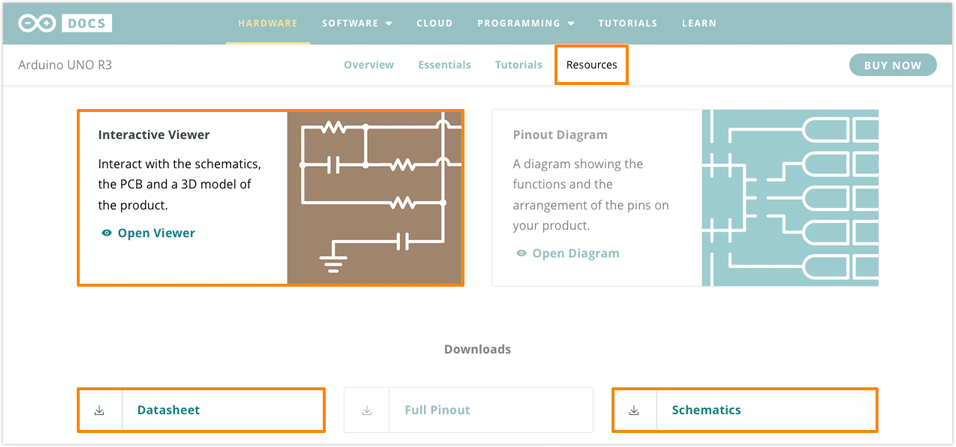 DOCS
HARDWARE SOFTWARE CLOUD PROGRAMMING TUTORIALS LEARN
Arduino UNO R3
Overview Essentials Tutorials Resources
BUY NOW
Interactive Viewer
Interact with the schematics,
the PCB and a 3D model of
the product.
Open Viewer
Pinout Diagram
A diagram showing the
functions and the
arrangement of the pins on
your product.
Open Diagram
Downloads
Datasheet
Full Pinout
Schematics